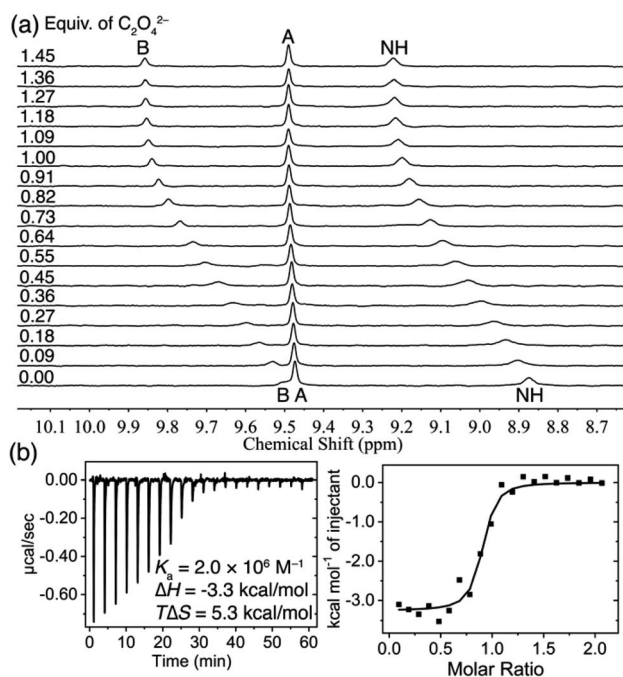 (a) Equiv. of C₂O₄²⁻
B A NH
1.45
1.36
1.27
1.18
1.09
1.00
0.91
0.82
0.73
0.64
0.55
0.45
0.36
0.27
0.18
0.09
0.00
B A NH
10.1 10.0 9.9 9.8 9.7 9.6 9.5 9.4 9.3 9.2 9.1 9.0 8.9 8.8 8.7
Chemical Shift (ppm)
(b)
0.00
-0.20
-0.40
-0.60
µcal/sec
Kₐ = 2.0 × 10⁶ M⁻¹
ΔH = -3.3 kcal/mol
TΔS = 5.3 kcal/mol
0 10 20 30 40 50 60
Time (min)
kcal mol⁻¹ of injectant
0.0
-1.0
-2.0
-3.0
0.0 0.5 1.0 1.5 2.0
Molar Ratio